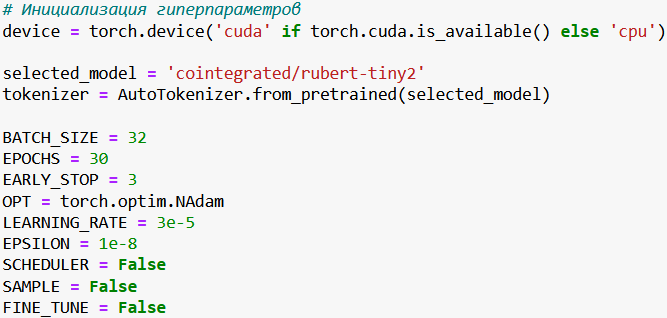 # Инициализация гиперпараметров
device = torch.device('cuda' if torch.cuda.is_available() else 'cpu')
selected_model = 'cointegrated/rubert-tiny2'
tokenizer = AutoTokenizer.from_pretrained(selected_model)
BATCH_SIZE = 32
EPOCHS = 30
EARLY_STOP = 3
OPT = torch.optim.NAdam
LEARNING_RATE = 3e-5
EPSILON = 1e-8
SCHEDULER = False
SAMPLE = False
FINE_TUNE = False